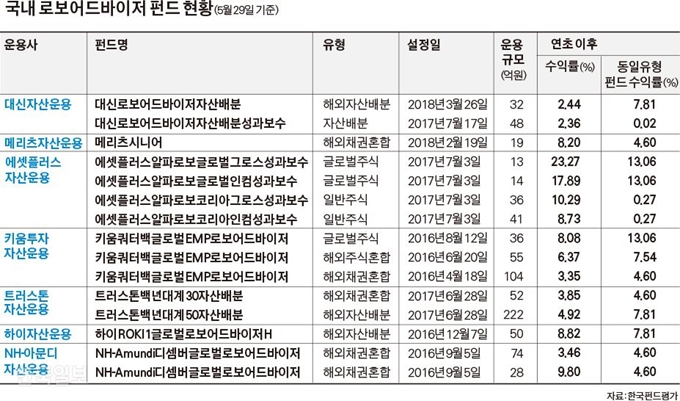 국내 로보어드바이저 펀드 현황(5월 29일 기준)
운용사 펀드명 유형 설정일 운용 규모 (억원) 연초 이후 수익률(%) 동일유형 펀드 수익률(%)
대신자산운용 대신로보어드바이저자산배분 해외자산배분 2018년 3월 26일 32 2.44 7.81
대신로보어드바이저자산배분성과보수 자산배분 2017년 7월 17일 48 2.36 0.02
메리츠자산운용 메리츠시니어 해외채권혼합 2018년 2월 19일 19 8.20 4.60
에셋플러스 자산운용 에셋플러스알파로보글로벌그로스성과보수 글로벌주식 2017년 7월 3일 13 23.27 13.06
에셋플러스알파로보글로벌인컴성과보수 글로벌주식 2017년 7월 3일 14 17.89 13.06
에셋플러스알파로보코리아그로스성과보수 일반주식 2017년 7월 3일 36 10.29 0.27
에셋플러스알파로보코리아인컴성과보수 일반주식 2017년 7월 3일 41 8.73 0.27
키움투자 자산운용 키움쿼터백글로벌EMP로보어드바이저 글로벌주식 2016년 8월 12일 36 8.08 13.06
키움쿼터백글로벌EMP로보어드바이저 해외주식혼합 2016년 6월 20일 55 6.37 7.54
키움쿼터백글로벌EMP로보어드바이저 해외채권혼합 2016년 4월 18일 104 3.35 4.60
트러스톤 자산운용 트러스톤백년대계30자산배분 해외채권혼합 2017년 6월 28일 52 3.85 4.60
트러스톤백년대계50자산배분 해외자산배분 2017년 6월 28일 222 4.92 7.81
하이자산운용 하이ROKI1글로벌로보어드바이저H 해외자산배분 2016년 12월 7일 50 8.82 7.81
NH-아문디 자산운용 NH-Amundi디셈버글로벌로보어드바이저 해외채권혼합 2016년 9월 5일 74 3.46 4.60
NH-Amundi디셈버글로벌로보어드바이저 해외채권혼합 2016년 9월 5일 28 9.80 4.60
자료 : 한국펀드평가